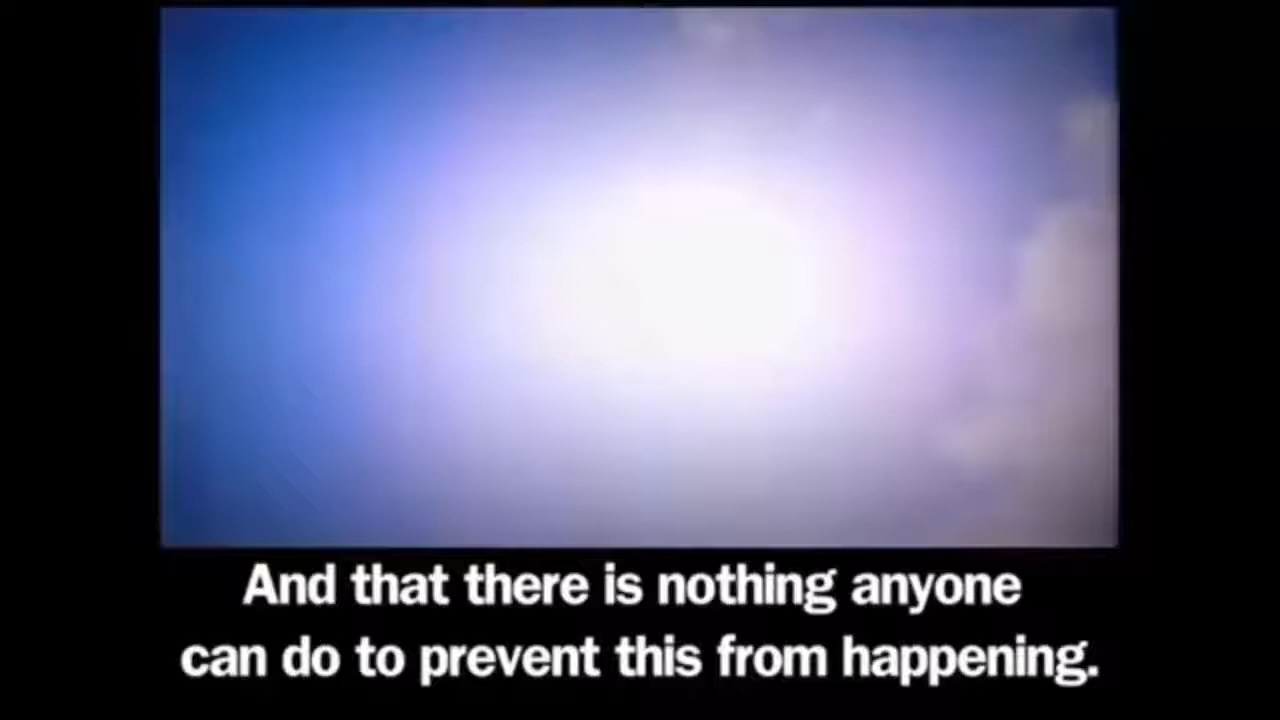 And that there is nothing anyone
can do to prevent this from happening.